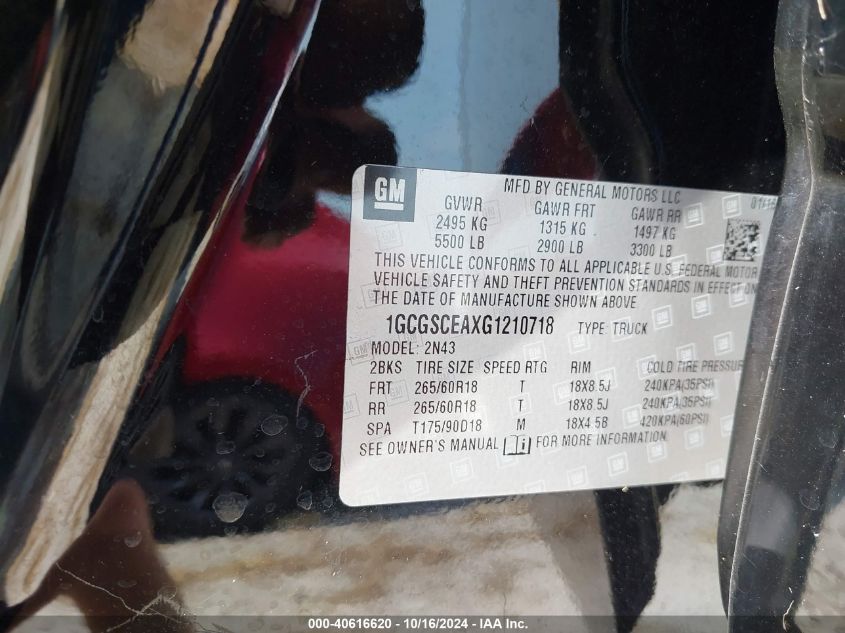 GM
MFD BY GENERAL MOTORS LLC
GVWR GAWR FRT GAWR RR
2495 KG 1315 KG 1497 KG
5500 LB 2900 LB 3300 LB
THIS VEHICLE CONFORMS TO ALL APPLICABLE U.S. FEDERAL MOTOR
VEHICLE SAFETY AND THEFT PREVENTION STANDARDS IN EFFECT ON
THE DATE OF MANUFACTURE SHOWN ABOVE
1GCGSCEAXG1210718 TYPE TRUCK
MODEL: 2N43
2BKS TIRE SIZE SPEED RTG RIM COLD TIRE PRESSUR
FRT 265/60R18 T 18X8.5J 240KPA(35PSI)
RR 265/60R18 T 18X8.5J 240KPA(35PSI)
SPA T175/90D18 M 18X4.5B 420KPA(60PSI)
SEE OWNER'S MANUAL FOR MORE INFORMATION
000-40616620 - 10/16/2024 - IAA Inc.